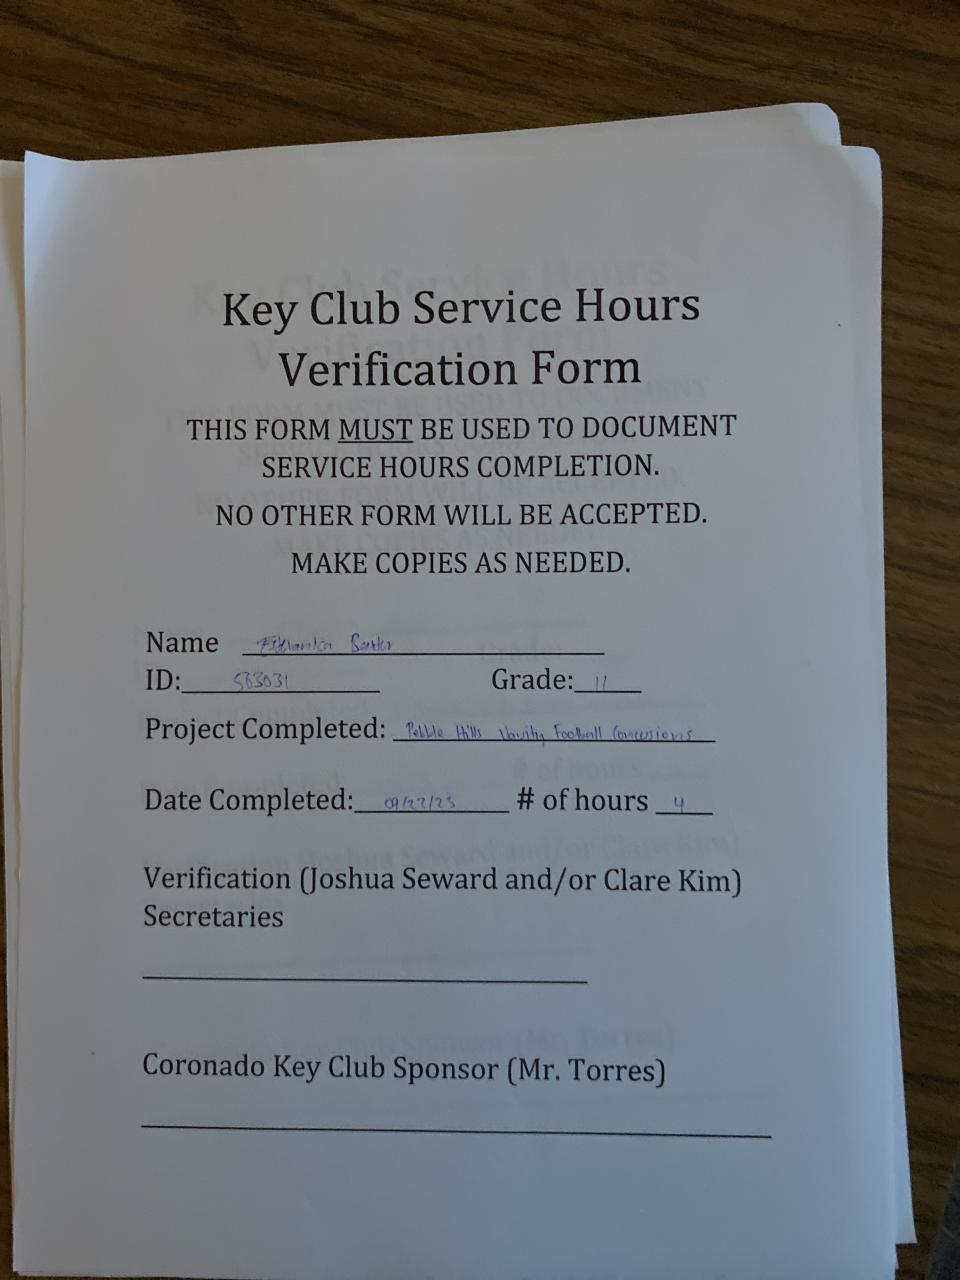 Key Club Service Hours
Verification Form
THIS FORM MUST BE USED TO DOCUMENT
SERVICE HOURS COMPLETION.
NO OTHER FORM WILL BE ACCEPTED.
MAKE COPIES AS NEEDED.
Name
ID: 563031 Grade: 11
Project Completed: Pebble Hills Varsity Football Concussions
Date Completed: 09/27/23 # of hours 4
Verification (Joshua Seward and/or Clare Kim)
Secretaries
Coronado Key Club Sponsor (Mr. Torres)